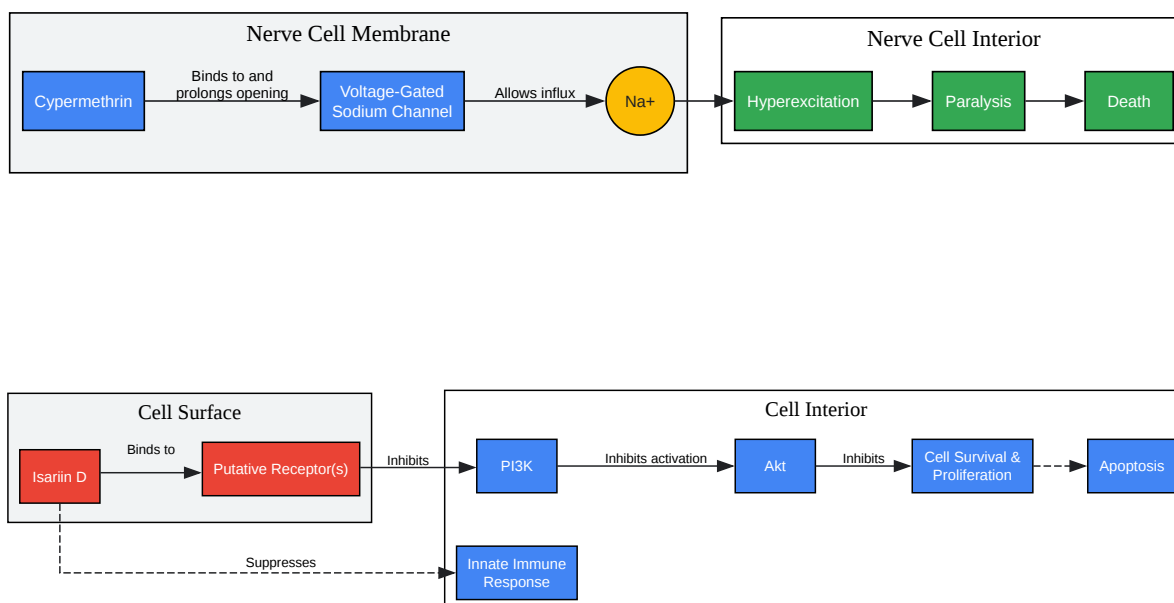 Nerve Cell Membrane
Cypermethrin
Binds to and
prolongs opening
Voltage-Gated
Sodium Channel
Allows influx
Na+
Nerve Cell Interior
Hyperexcitation
Paralysis
Death
Cell Surface
Isariin D
Binds to
Putative Receptor(s)
Inhibits
Cell Interior
PI3K
Inhibits activation
Akt
Inhibits
Cell Survival &
Proliferation
Apoptosis
Suppresses
Innate Immune
Response